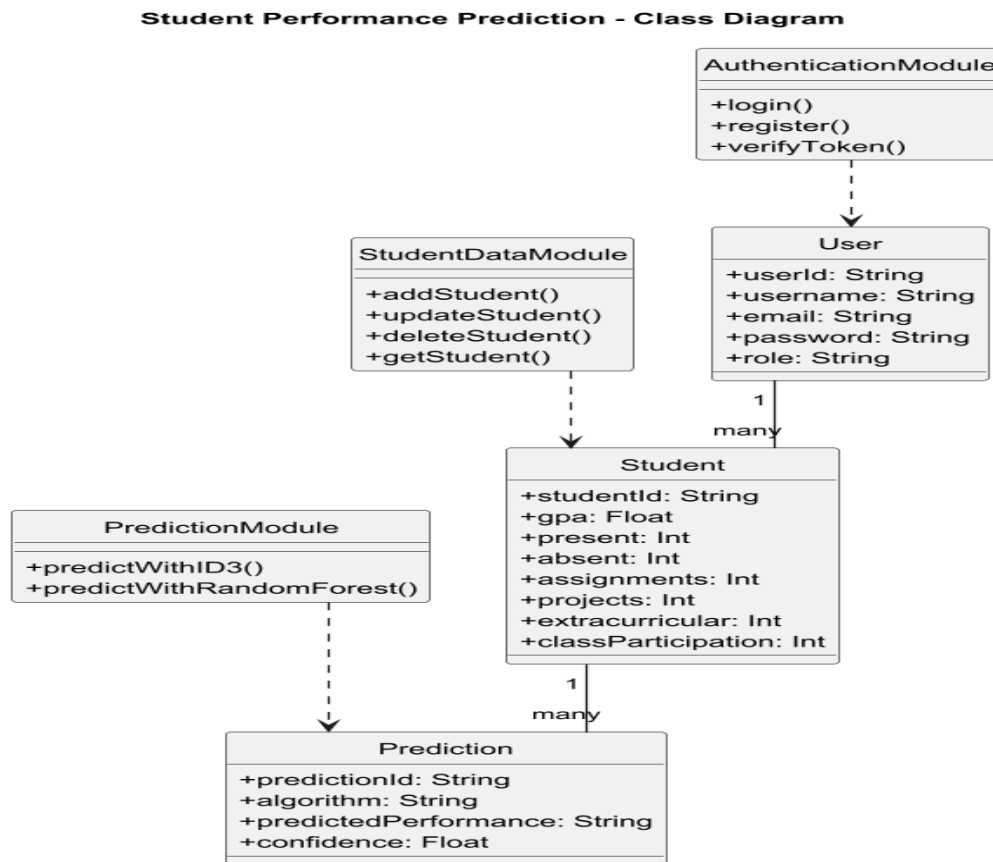 Student Performance Prediction - Class Diagram
AuthenticationModule
+login()
+register()
+verifyToken()
User
+userId: String
+username: String
+email: String
+password: String
+role: String
StudentDataModule
+addStudent()
+updateStudent()
+deleteStudent()
+getStudent()
1
many
Student
+studentId: String
+gpa: Float
+present: Int
+absent: Int
+assignments: Int
+projects: Int
+extracurricular: Int
+classParticipation: Int
PredictionModule
+predictWithID3()
+predictWithRandomForest()
1
many
Prediction
+predictionId: String
+algorithm: String
+predictedPerformance: String
+confidence: Float